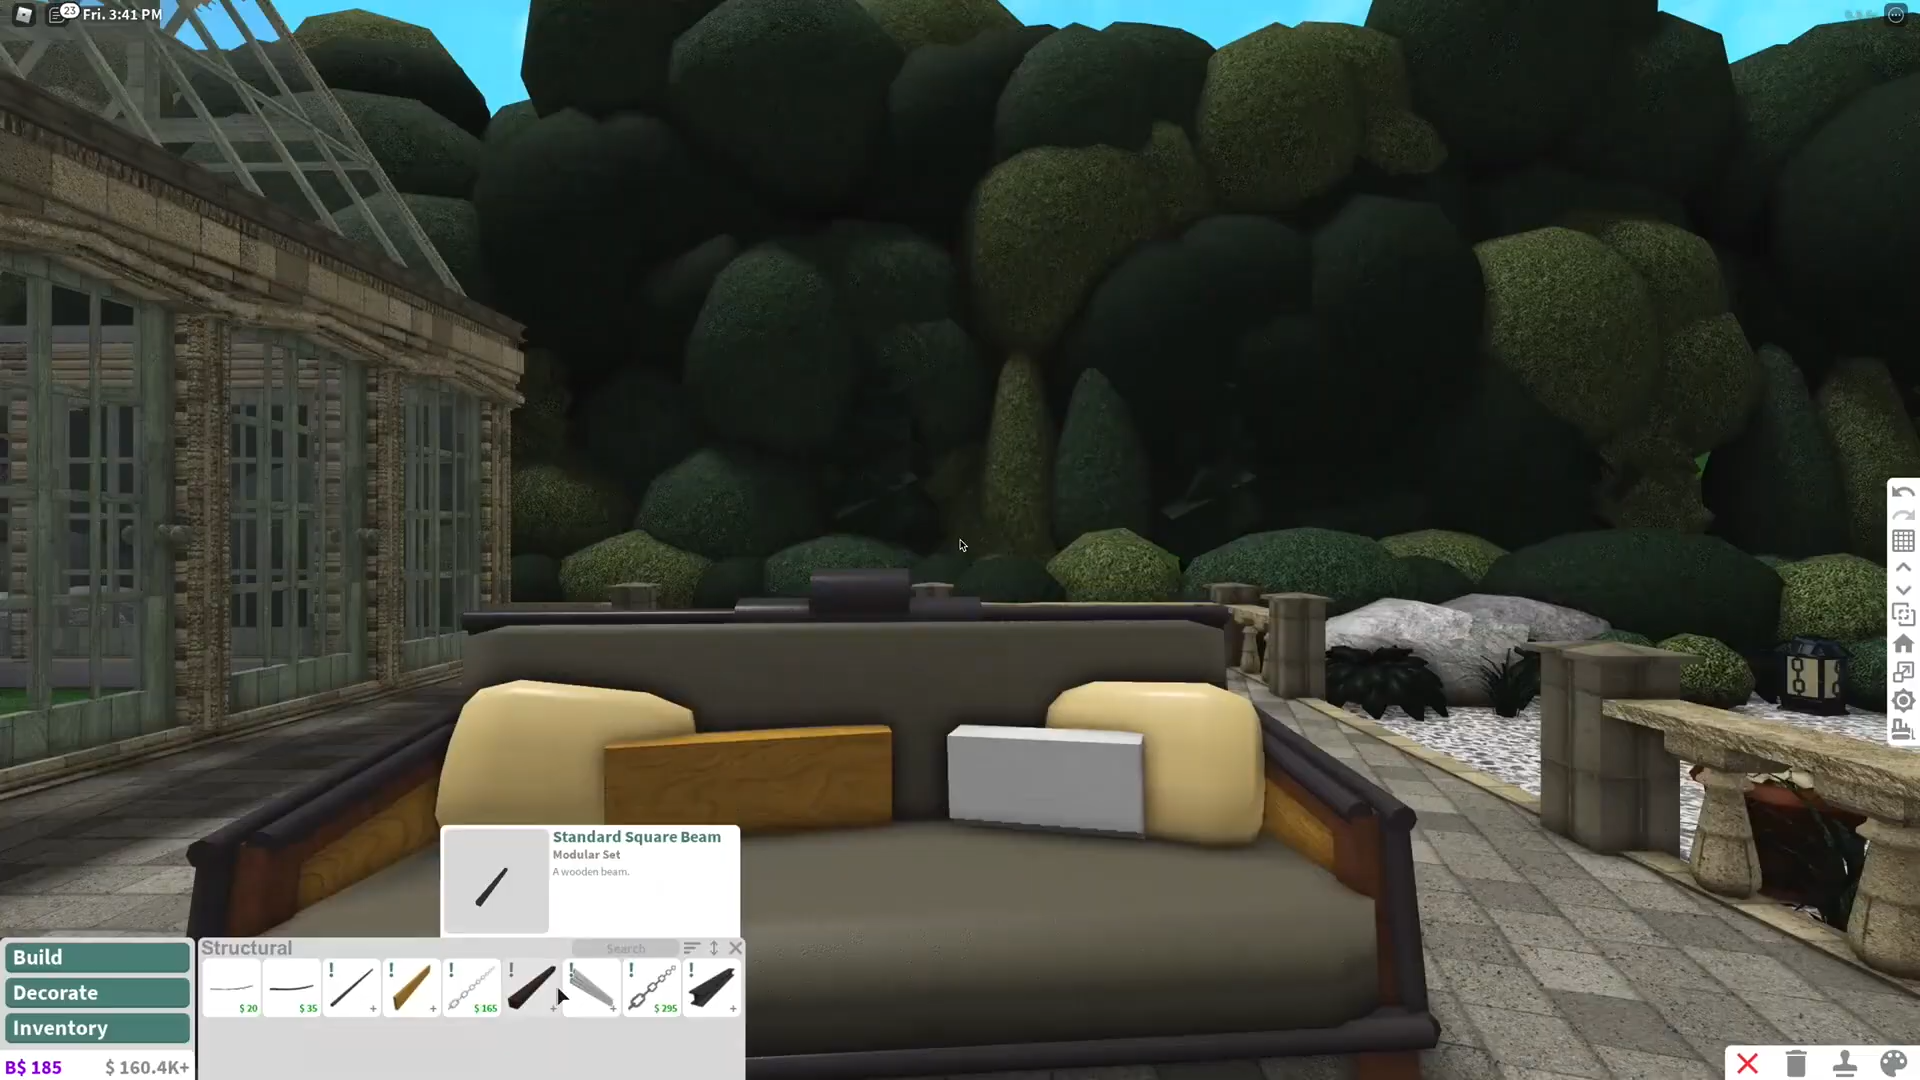 23
Fri. 3:41 PM
Standard Square Beam
Modular Set
A wooden beam.
Build
Decorate
Inventory
B$ 185
$ 160.4K+
Structural
Search
! ! ! ! ! ! !
$ 20
$ 35
+
+
$ 165
+
+
$ 295
+